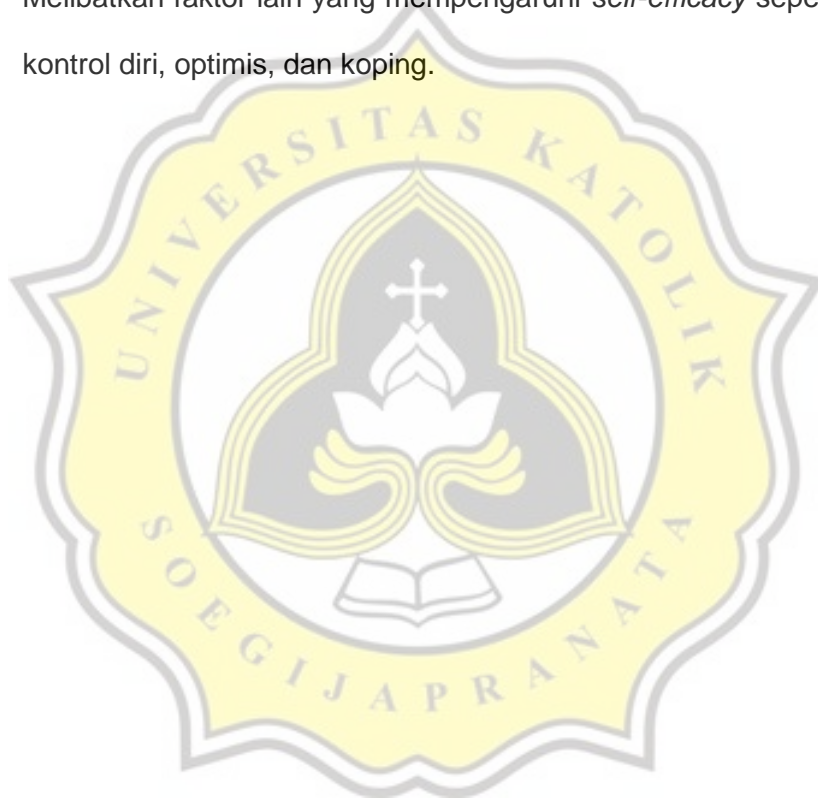 Melibatkan faktor lain yang mempengaruhi self-efficacy sepe
kontrol diri, optimis, dan koping.
UNIVERSITAS KATOLIK
SOEGIJAPRANATA